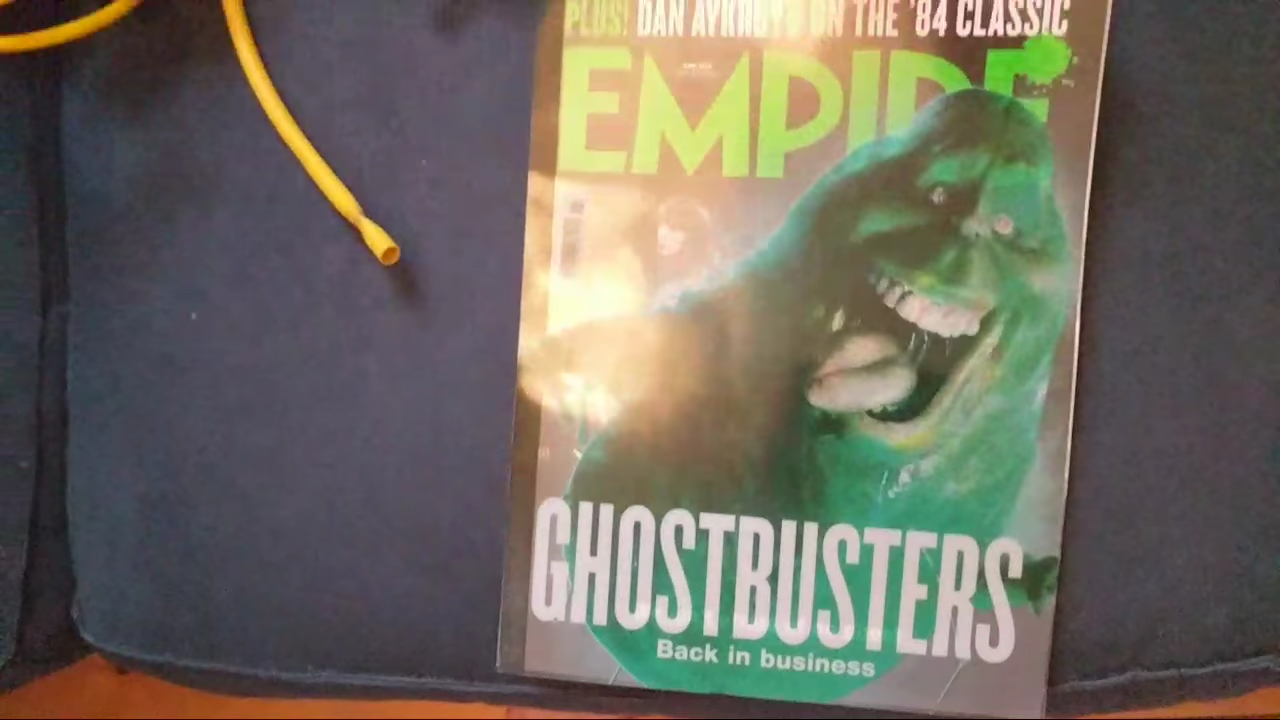 PLUS! DAN AYKROYD ON THE '84 CLASSIC
EMPIRE
GHOSTBUSTERS
Back in business